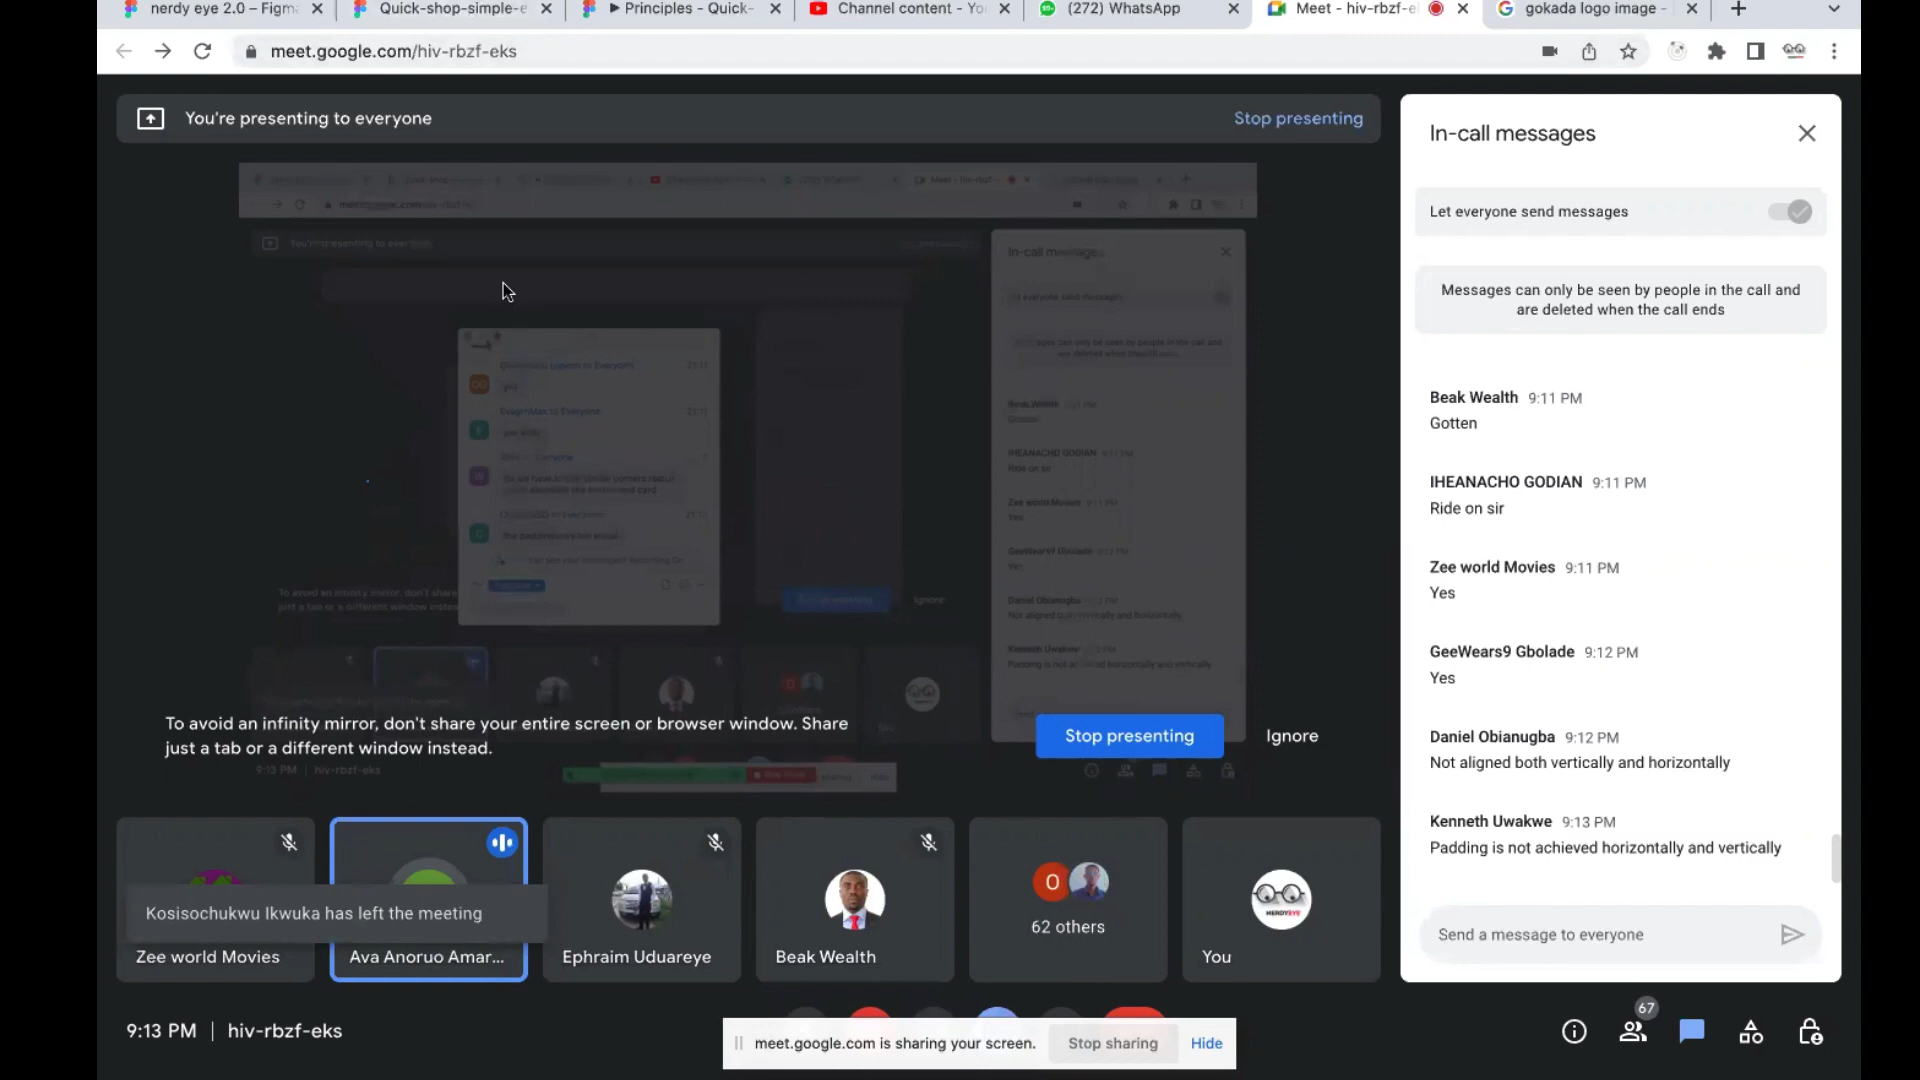 nerdy eye 2.0 – Figma
Quick-shop-simple-e
Principles - Quick-
Channel content - Yo
(272) WhatsApp
Meet - hiv-rbzf-e
gokada logo image -
meet.google.com/hiv-rbzf-eks
You're presenting to everyone
Stop presenting
To avoid an infinity mirror, don't share your entire screen or browser window. Share
just a tab or a different window instead.
Stop presenting
Ignore
Kosisochukwu Ikwuka has left the meeting
Zee world Movies
Ava Anoruo Amar...
Ephraim Uduareye
Beak Wealth
O
62 others
NERDYEYE
You
In-call messages
Let everyone send messages
Messages can only be seen by people in the call and
are deleted when the call ends
Beak Wealth 9:11 PM
Gotten
IHEANACHO GODIAN 9:11 PM
Ride on sir
Zee world Movies 9:11 PM
Yes
GeeWears9 Gbolade 9:12 PM
Yes
Daniel Obianugba 9:12 PM
Not aligned both vertically and horizontally
Kenneth Uwakwe 9:13 PM
Padding is not achieved horizontally and vertically
Send a message to everyone
9:13 PM | hiv-rbzf-eks
meet.google.com is sharing your screen.
Stop sharing
Hide
67